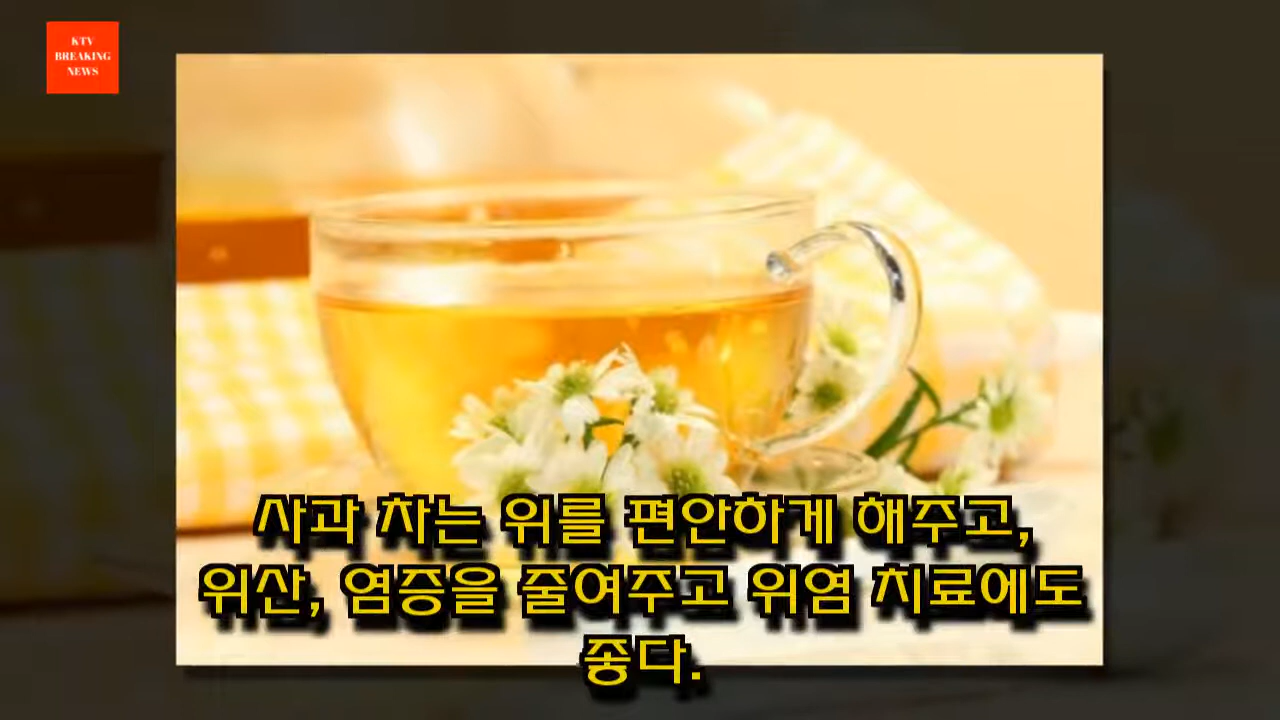 KTV
BREAKING
NEWS
사과 차는 위를 편안하게 해주고,
위산, 염증을 줄여주고 위염 치료에도
좋다.